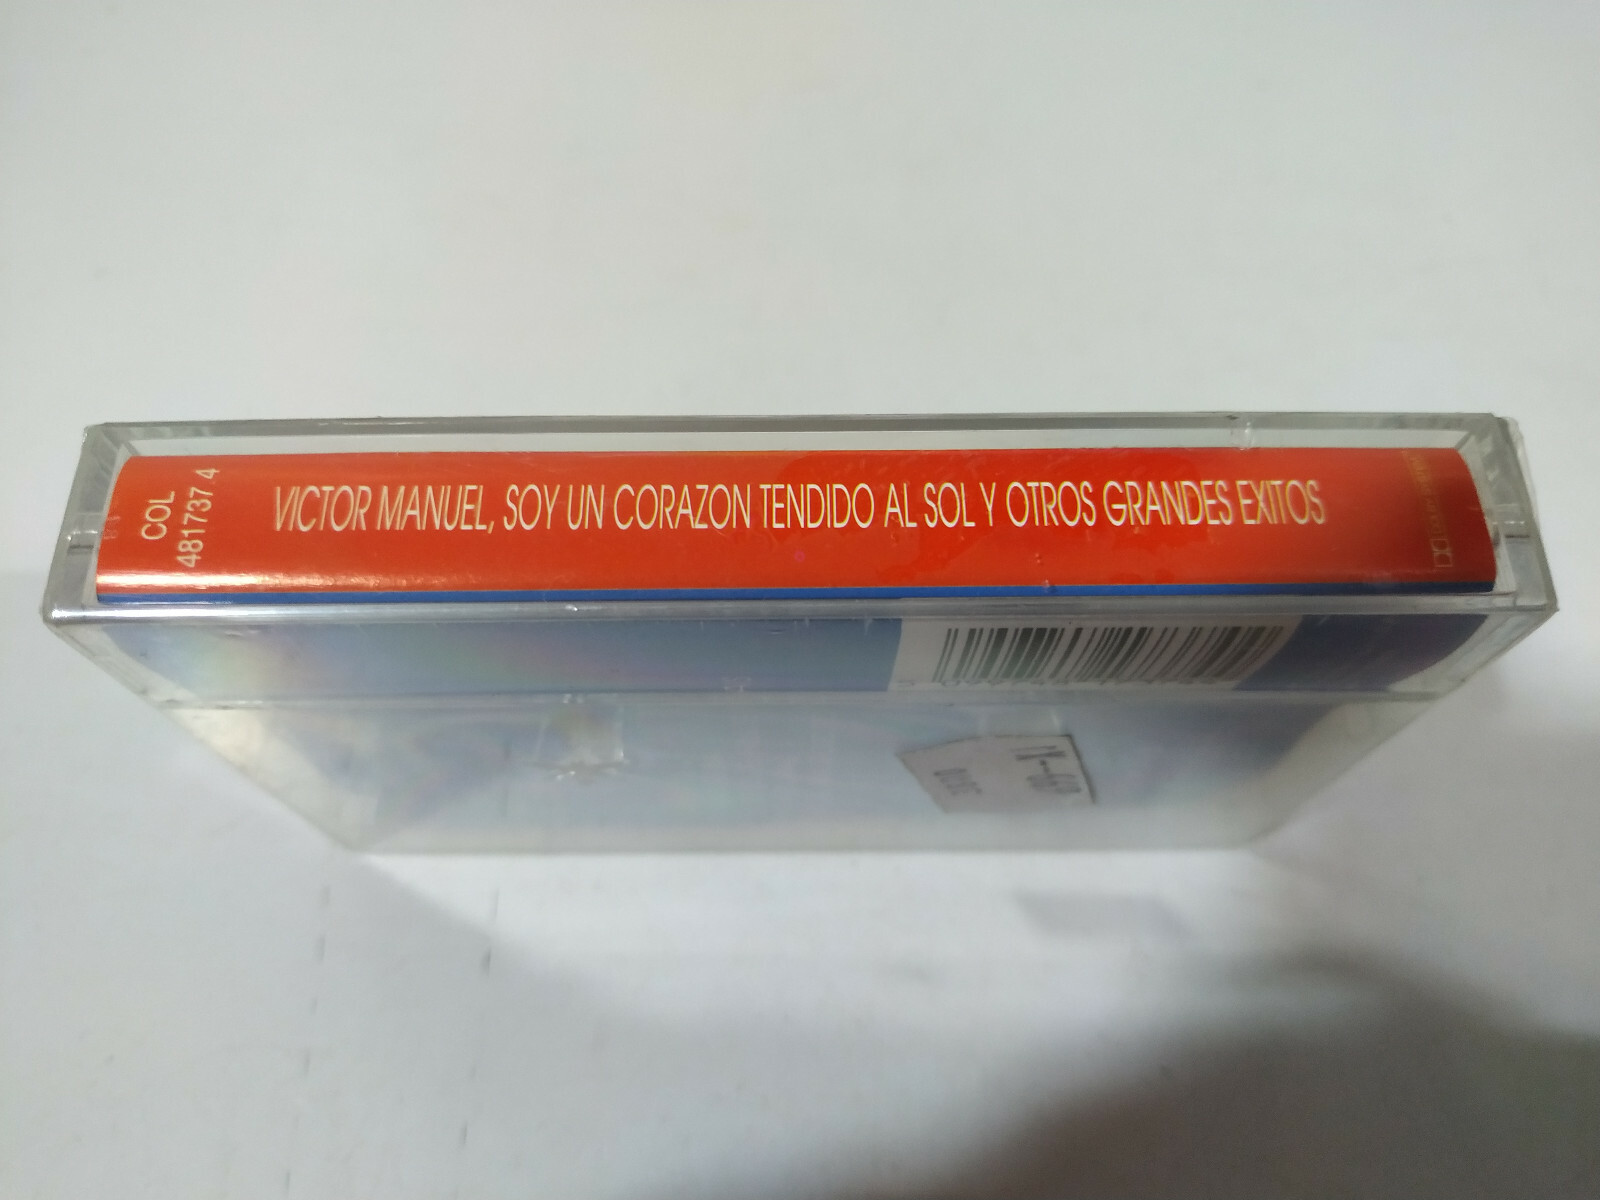 COL
481737 4
VICTOR MANUEL, SOY UN CORAZON TENDIDO AL SOL Y OTROS GRANDES EXITOS